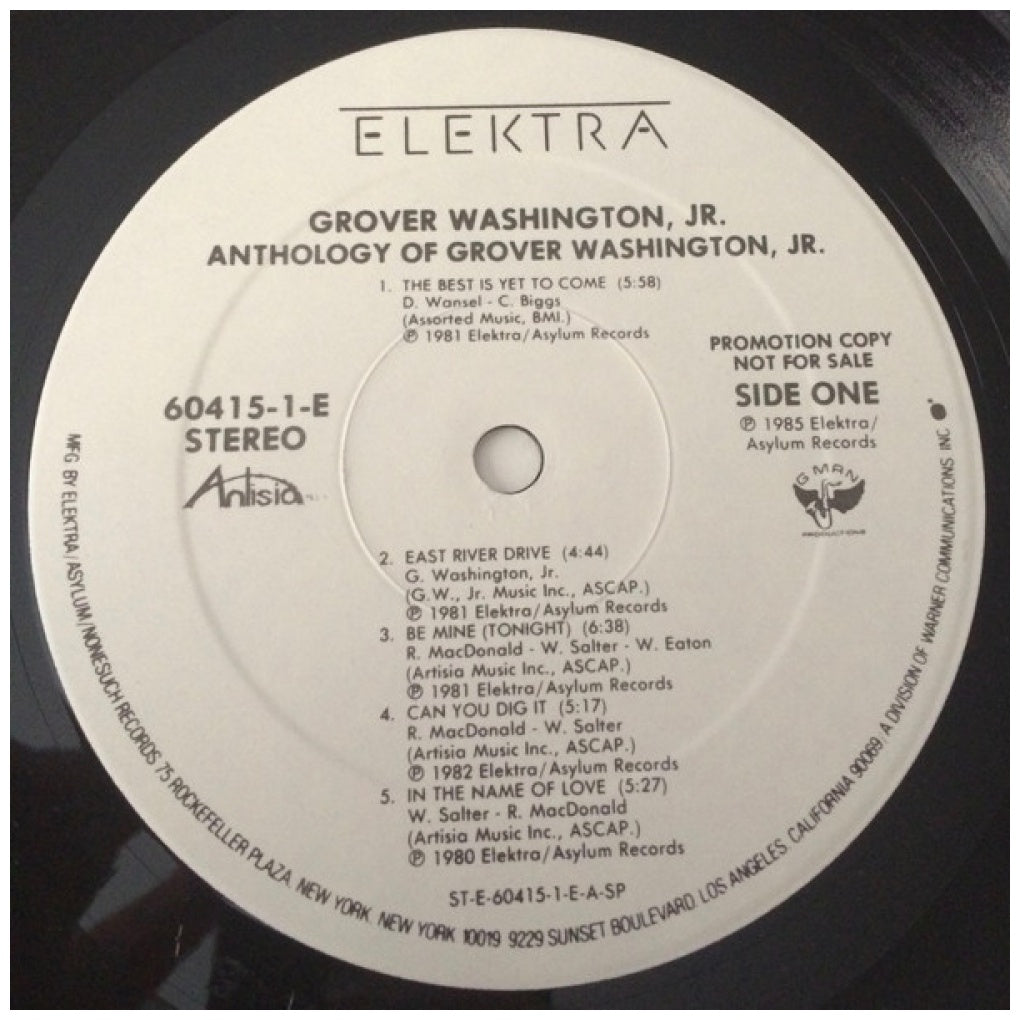 ELEKTRA
GROVER WASHINGTON, JR.
ANTHOLOGY OF GROVER WASHINGTON, JR.
1. THE BEST IS YET TO COME (5:58)
D. Wansel - C. Biggs
(Assorted Music, BMI.)
℗ 1981 Elektra/Asylum Records
PROMOTION COPY
NOT FOR SALE
SIDE ONE
℗ 1985 Elektra/
Asylum Records
G MAN
PRODUCTIONS
60415-1-E
STEREO
Artisia
2. EAST RIVER DRIVE (4:44)
G. Washington, Jr.
(G.W., Jr. Music Inc., ASCAP.)
℗ 1981 Elektra/Asylum Records
3. BE MINE (TONIGHT) (6:38)
R. MacDonald - W. Salter - W. Eaton
(Artisia Music Inc., ASCAP.)
℗ 1981 Elektra/Asylum Records
4. CAN YOU DIG IT (5:17)
R. MacDonald - W. Salter
(Artisia Music Inc., ASCAP.)
℗ 1982 Elektra/Asylum Records
5. IN THE NAME OF LOVE (5:27)
W. Salter - R. MacDonald
(Artisia Music Inc., ASCAP.)
℗ 1980 Elektra/Asylum Records
ST-E-60415-1-E-A-SP
MFG. BY ELEKTRA/ASYLUM/NONESUCH RECORDS 75 ROCKEFELLER PLAZA, NEW YORK, NEW YORK 10019 9229 SUNSET BOULEVARD, LOS ANGELES, CALIFORNIA 90069. A DIVISION OF WARNER COMMUNICATIONS INC